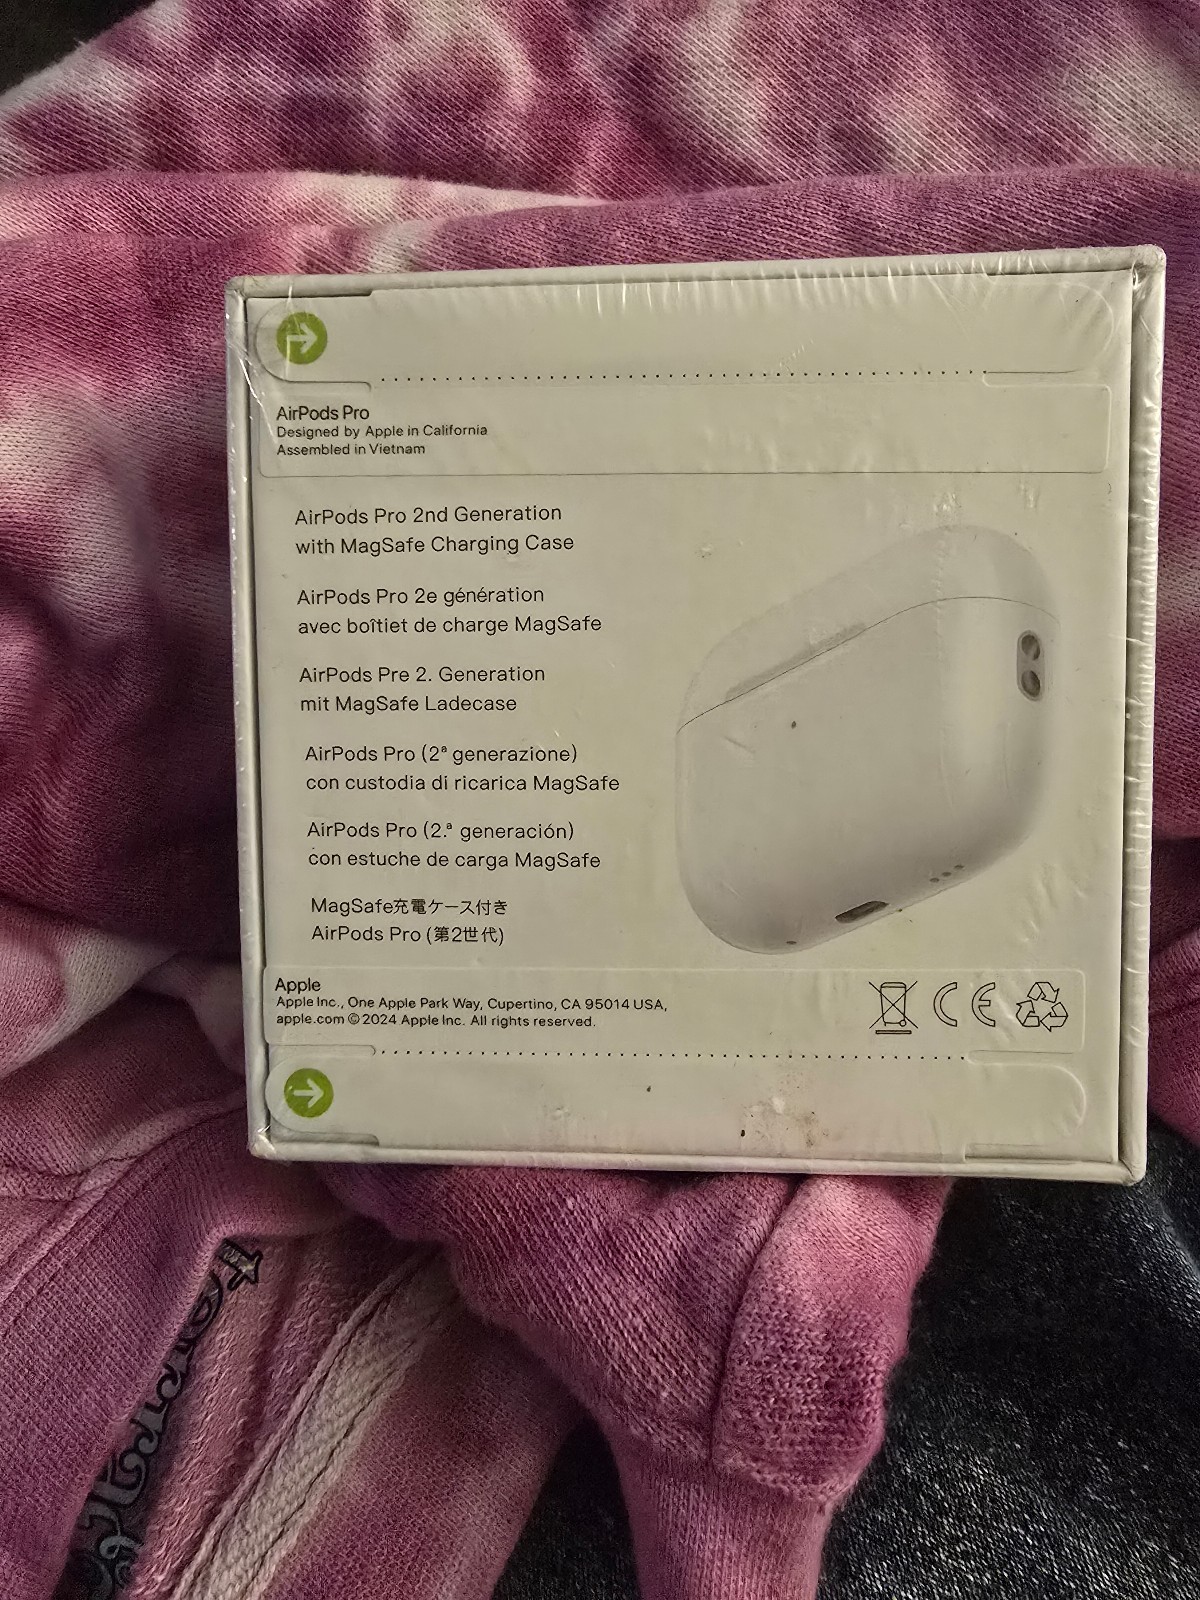 AirPods Pro
Designed by Apple in California
Assembled in Vietnam
AirPods Pro 2nd Generation
with MagSafe Charging Case
AirPods Pro 2e génération
avec boîtiet de charge MagSafe
AirPods Pre 2. Generation
mit MagSafe Ladecase
AirPods Pro (2ª generazione)
con custodia di ricarica MagSafe
AirPods Pro (2.ª generación)
con estuche de carga MagSafe
MagSafe充電ケース付き
AirPods Pro (第2世代)
Apple
Apple Inc., One Apple Park Way, Cupertino, CA 95014 USA,
apple.com © 2024 Apple Inc. All rights reserved.
CE